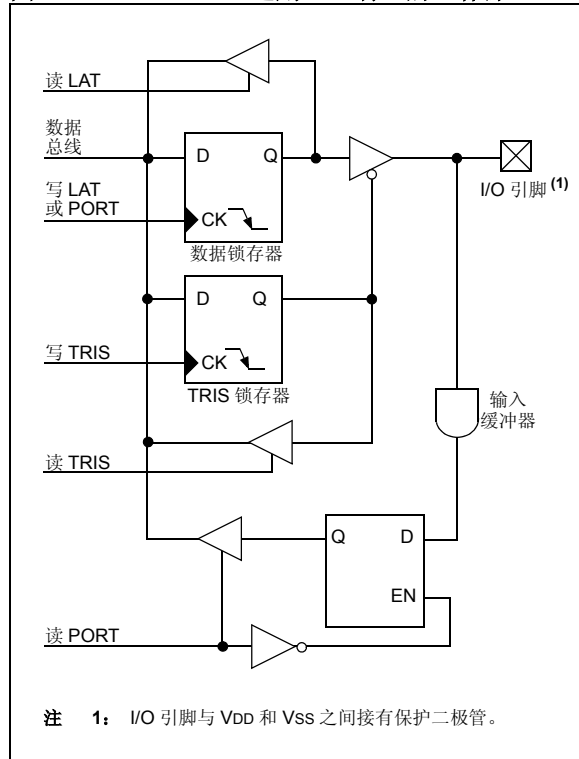 读 LAT
数据
总线
D
Q
写 LAT
或 PORT
CK
I/O 引脚 (1)
数据锁存器
D
Q
写 TRIS
CK
TRIS 锁存器
输入
缓冲器
读 TRIS
Q
D
EN
读 PORT
注 1: I/O 引脚与 VDD 和 VSS 之间接有保护二极管。